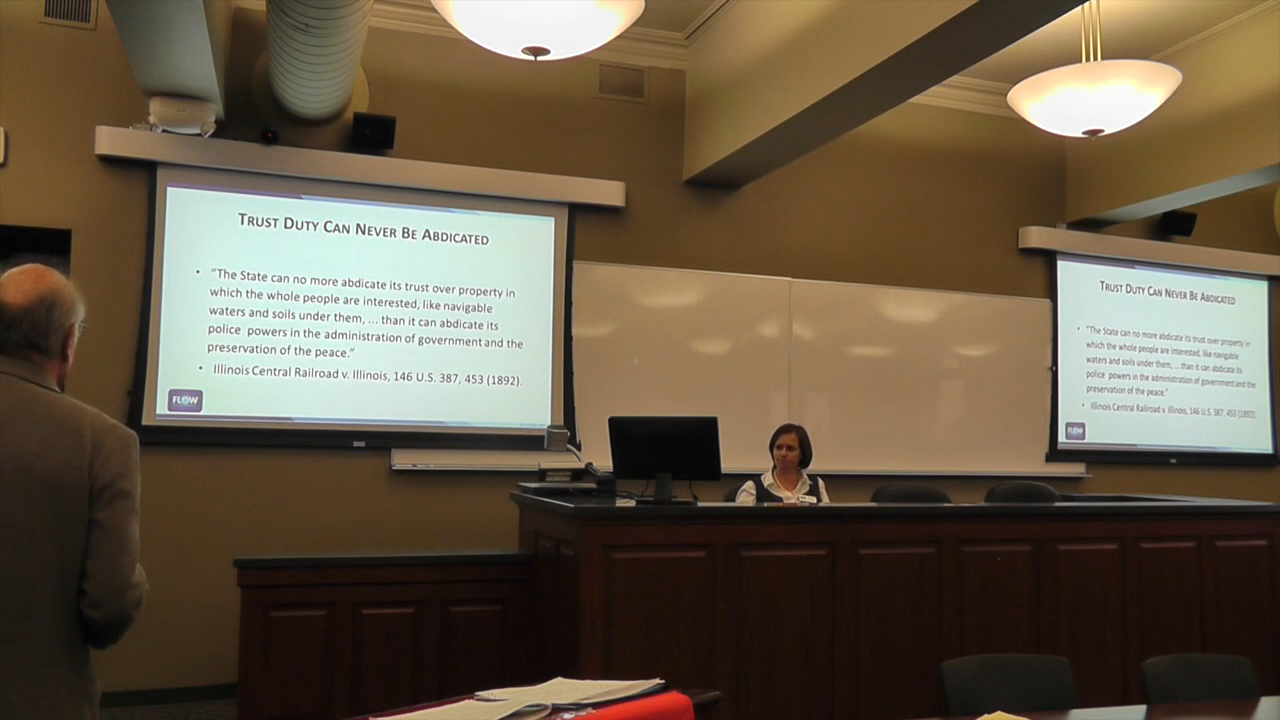 TRUST DUTY CAN NEVER BE ABDICATED
• "The State can no more abdicate its trust over property in
which the whole people are interested, like navigable
waters and soils under them, ... than it can abdicate its
police powers in the administration of government and the
preservation of the peace."
• Illinois Central Railroad v. Illinois, 146 U.S. 387, 453 (1892).
FLOW
TRUST DUTY CAN NEVER BE ABDICATED
• "The State can no more abdicate its trust over property in
which the whole people are interested, like navigable
waters and soils under them, ... than it can abdicate its
police powers in the administration of government and the
preservation of the peace."
• Illinois Central Railroad v. Illinois, 146 U.S. 387, 453 (1892).
FLOW